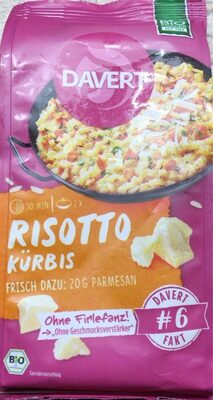 BIO
DAVERT
30 MIN 2 X
RISOTTO
KÜRBIS
FRISCH DAZU: 20 G PARMESAN
Ohne Firlefanz!
„Ohne Geschmacksverstärker"
DAVERT
#6
FAKT
BIO
Serviervorschlag